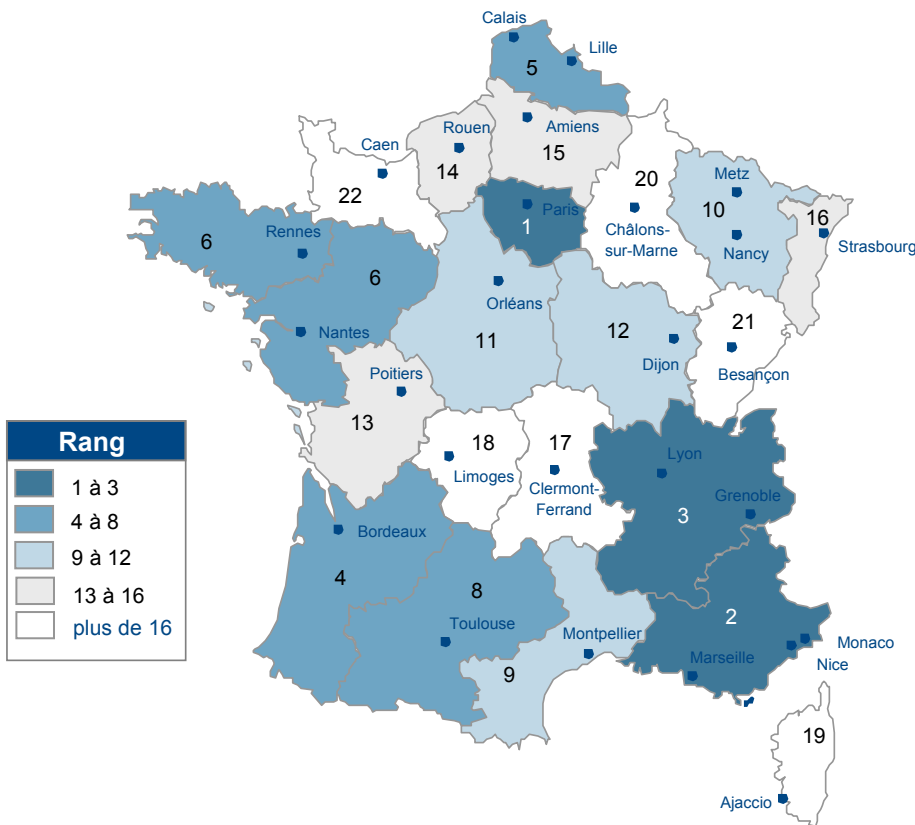 Calais
Lille
5
Amiens
Rouen
15
Caen
14
22
20
Metz
10
16
Paris
1
Châlons-
sur-Marne
Nancy
Strasbourg
6
Rennes
6
Orléans
11
12
21
Nantes
Dijon
Besançon
Poitiers
13
18
17
Limoges
Clermont-
Ferrand
Lyon
Grenoble
3
Rang
1 à 3
4 à 8
9 à 12
13 à 16
plus de 16
Bordeaux
4
8
Toulouse
Montpellier
9
2
Marseille
Monaco
Nice
19
Ajaccio